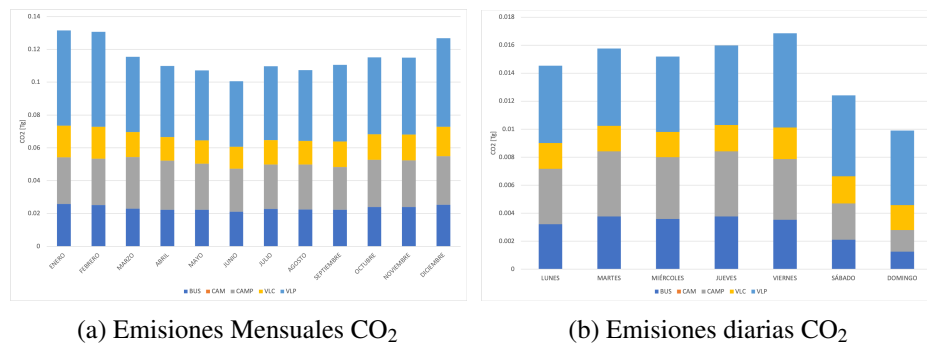 0.14
0.12
0.1
0.08
0.06
0.04
0.02
0
CO2 [Tg]
ENERO
FEBRERO
MARZO
ABRIL
MAYO
JUNIO
JULIO
AGOSTO
SEPTIEMBRE
OCTUBRE
NOVIEMBRE
DICIEMBRE
BUS CAM CAMP VLC VLP
(a) Emisiones Mensuales CO₂
0.018
0.016
0.014
0.012
0.01
0.008
0.006
0.004
0.002
0
CO2 [Tg]
LUNES MARTES MIÉRCOLES JUEVES VIERNES SÁBADO DOMINGO
BUS CAM CAMP VLC VLP
(b) Emisiones diarias CO₂